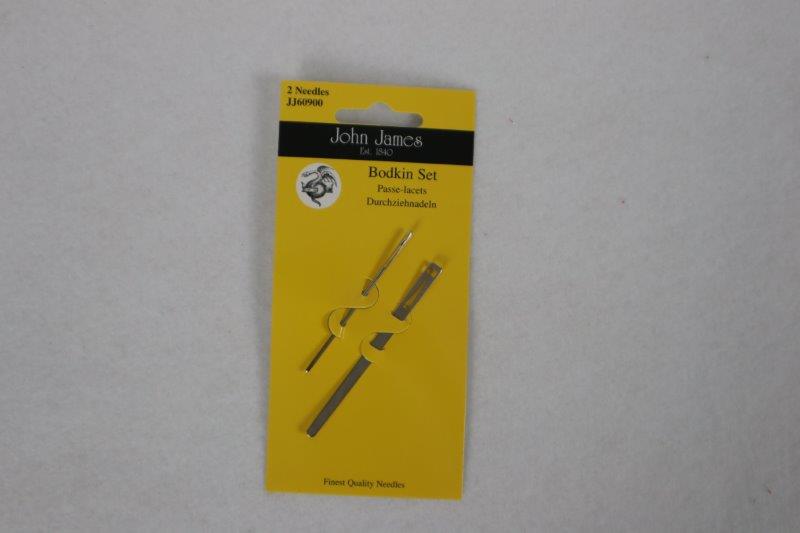 2 Needles
JJ60900
John James
Est. 1840
Bodkin Set
Passe-lacets
Durchziehnadeln
Finest Quality Needles